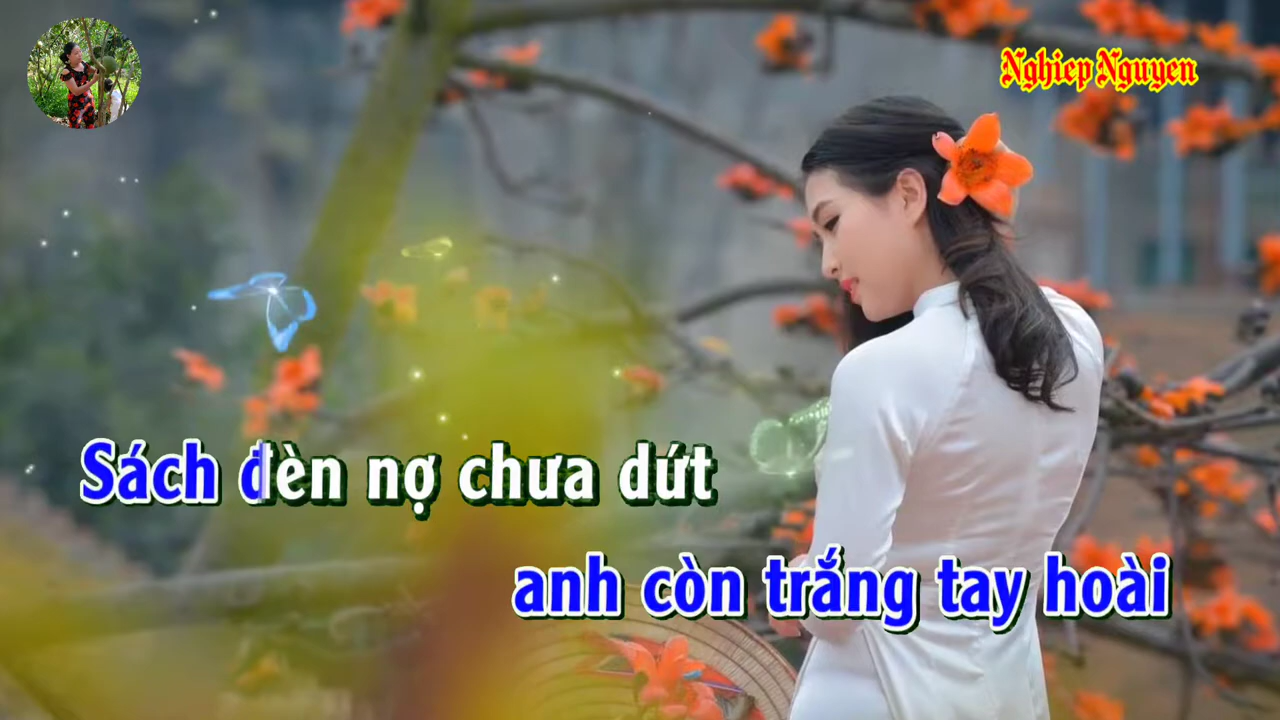 Nghiep Nguyen
Sách đèn nợ chưa dứt
anh còn trắng tay hoài